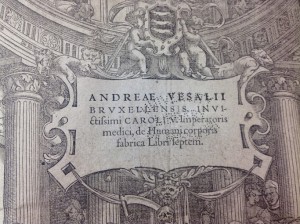 ANDREAE VESALII
BRVXELLENSIS, INVI-
ctissimi CAROLI V. Imperatoris
medici, de Humani corporis
fabrica Libri septem.